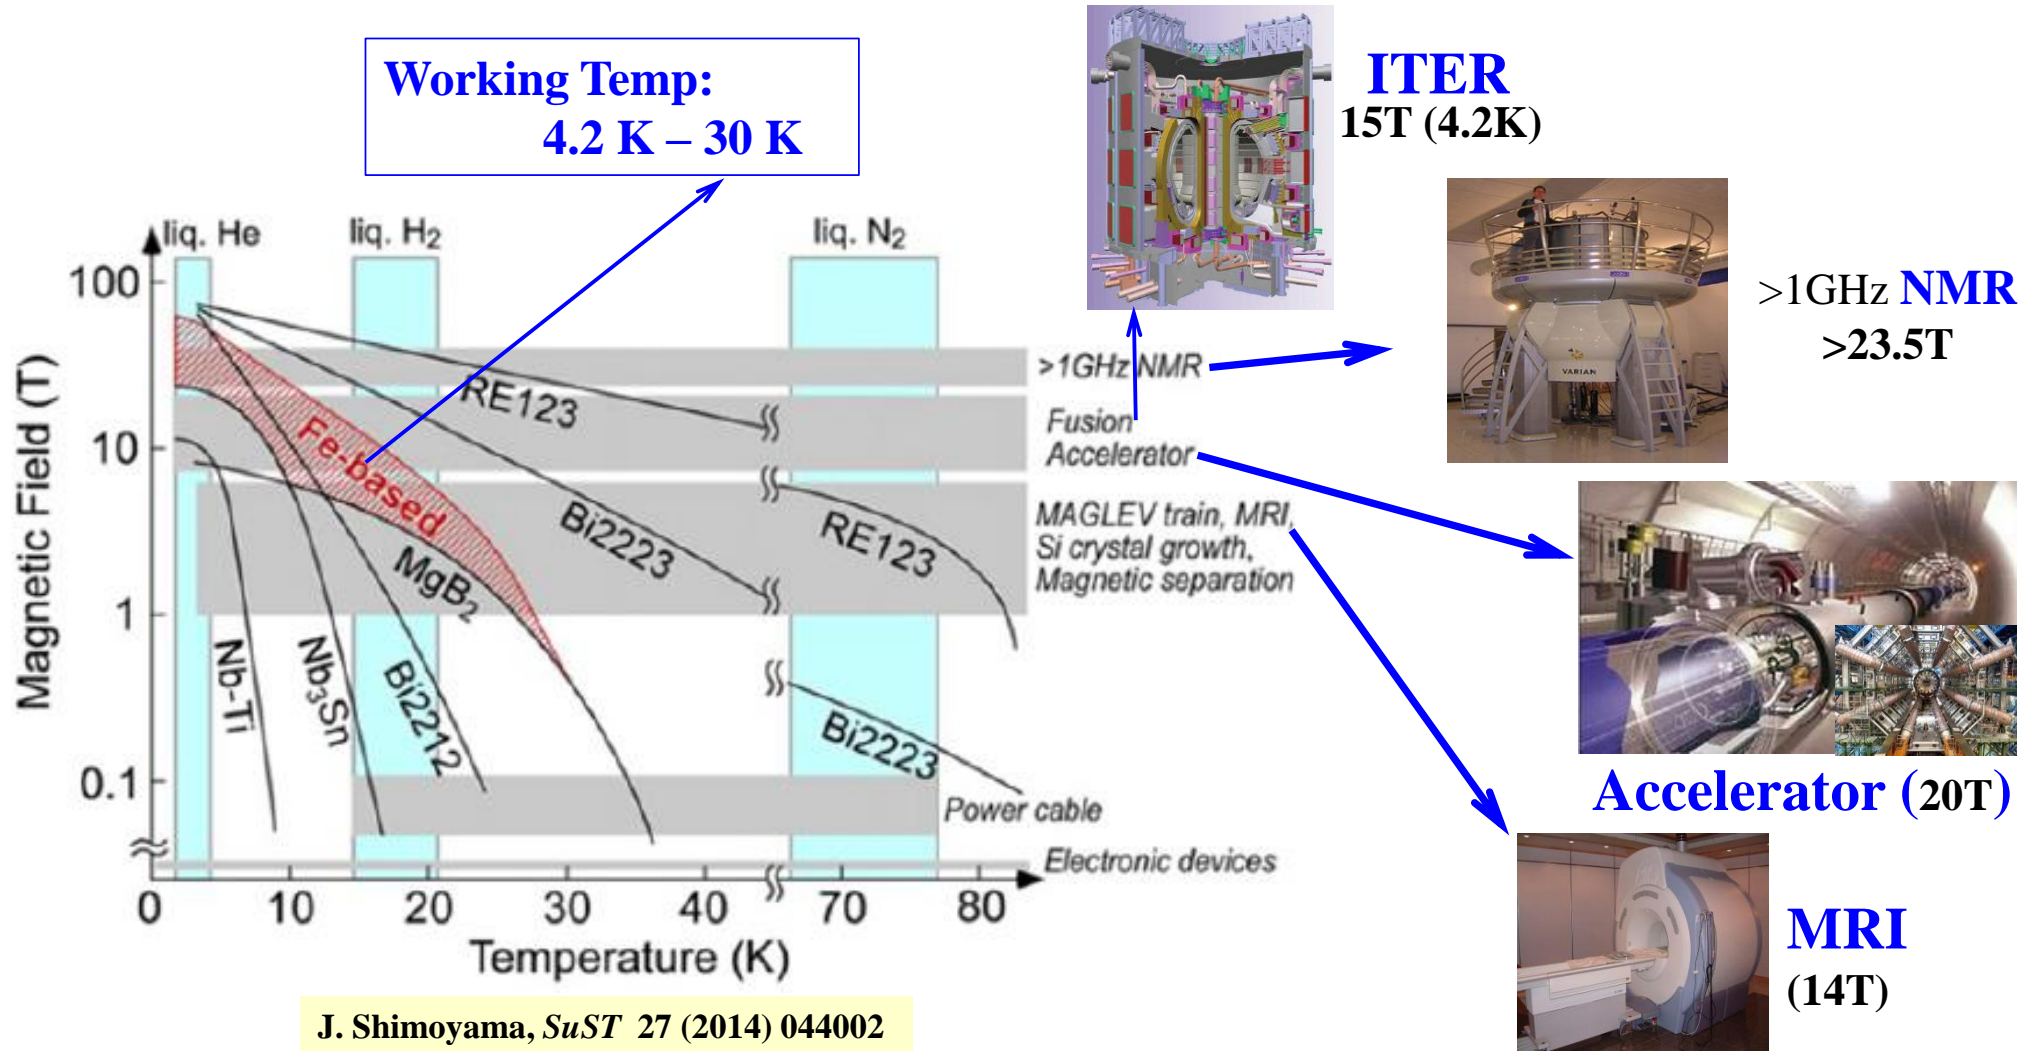 Working Temp:
4.2 K – 30 K
ITER
15T (4.2K)
>1GHz NMR
>23.5T
VARIAN
liq. He
liq. H₂
liq. N₂
Magnetic Field (T)
100
10
1
0.1
RE123
Fe-based
Bi2223
MgB₂
RE123
Nb-Ti
Nb₃Sn
Bi2212
Bi2223
>1GHz NMR
Fusion
Accelerator
MAGLEV train, MRI,
Si crystal growth,
Magnetic separation
Power cable
Electronic devices
0 10 20 30 40 70 80
Temperature (K)
Accelerator (20T)
MRI
(14T)
J. Shimoyama, SuST 27 (2014) 044002